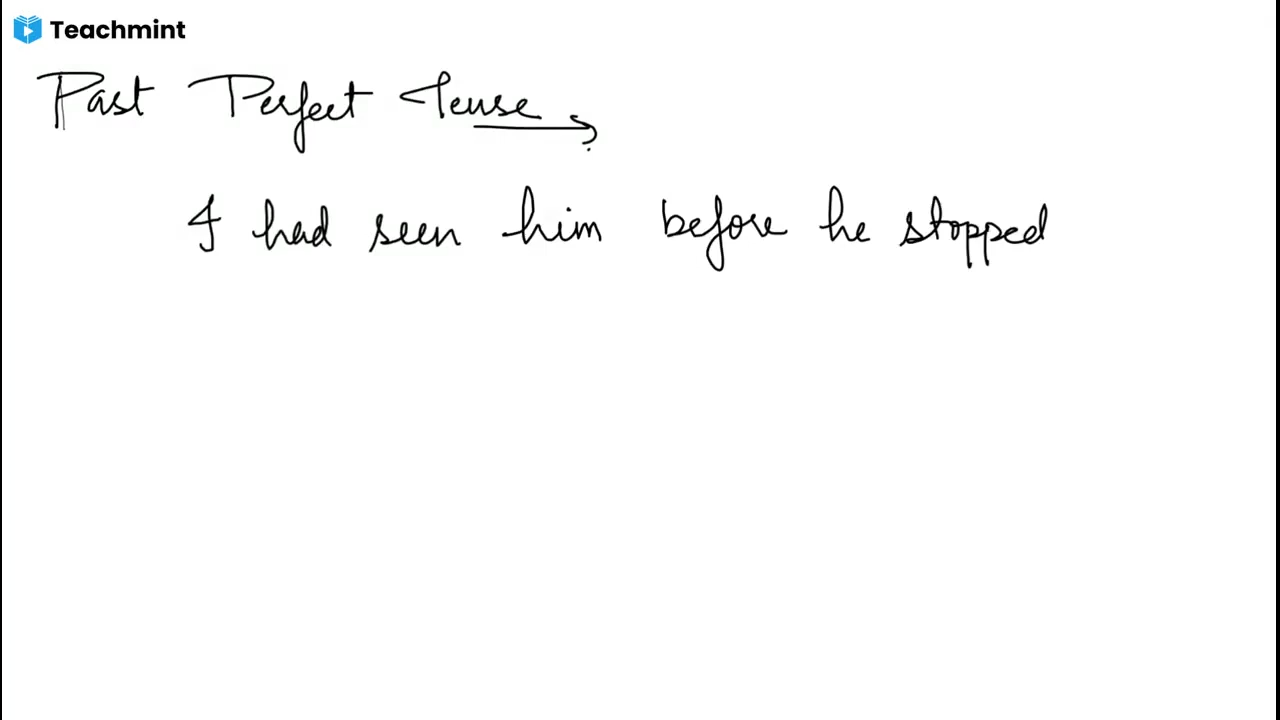 Teachmint
Past Perfect Tense →
I had seen him before he stopped